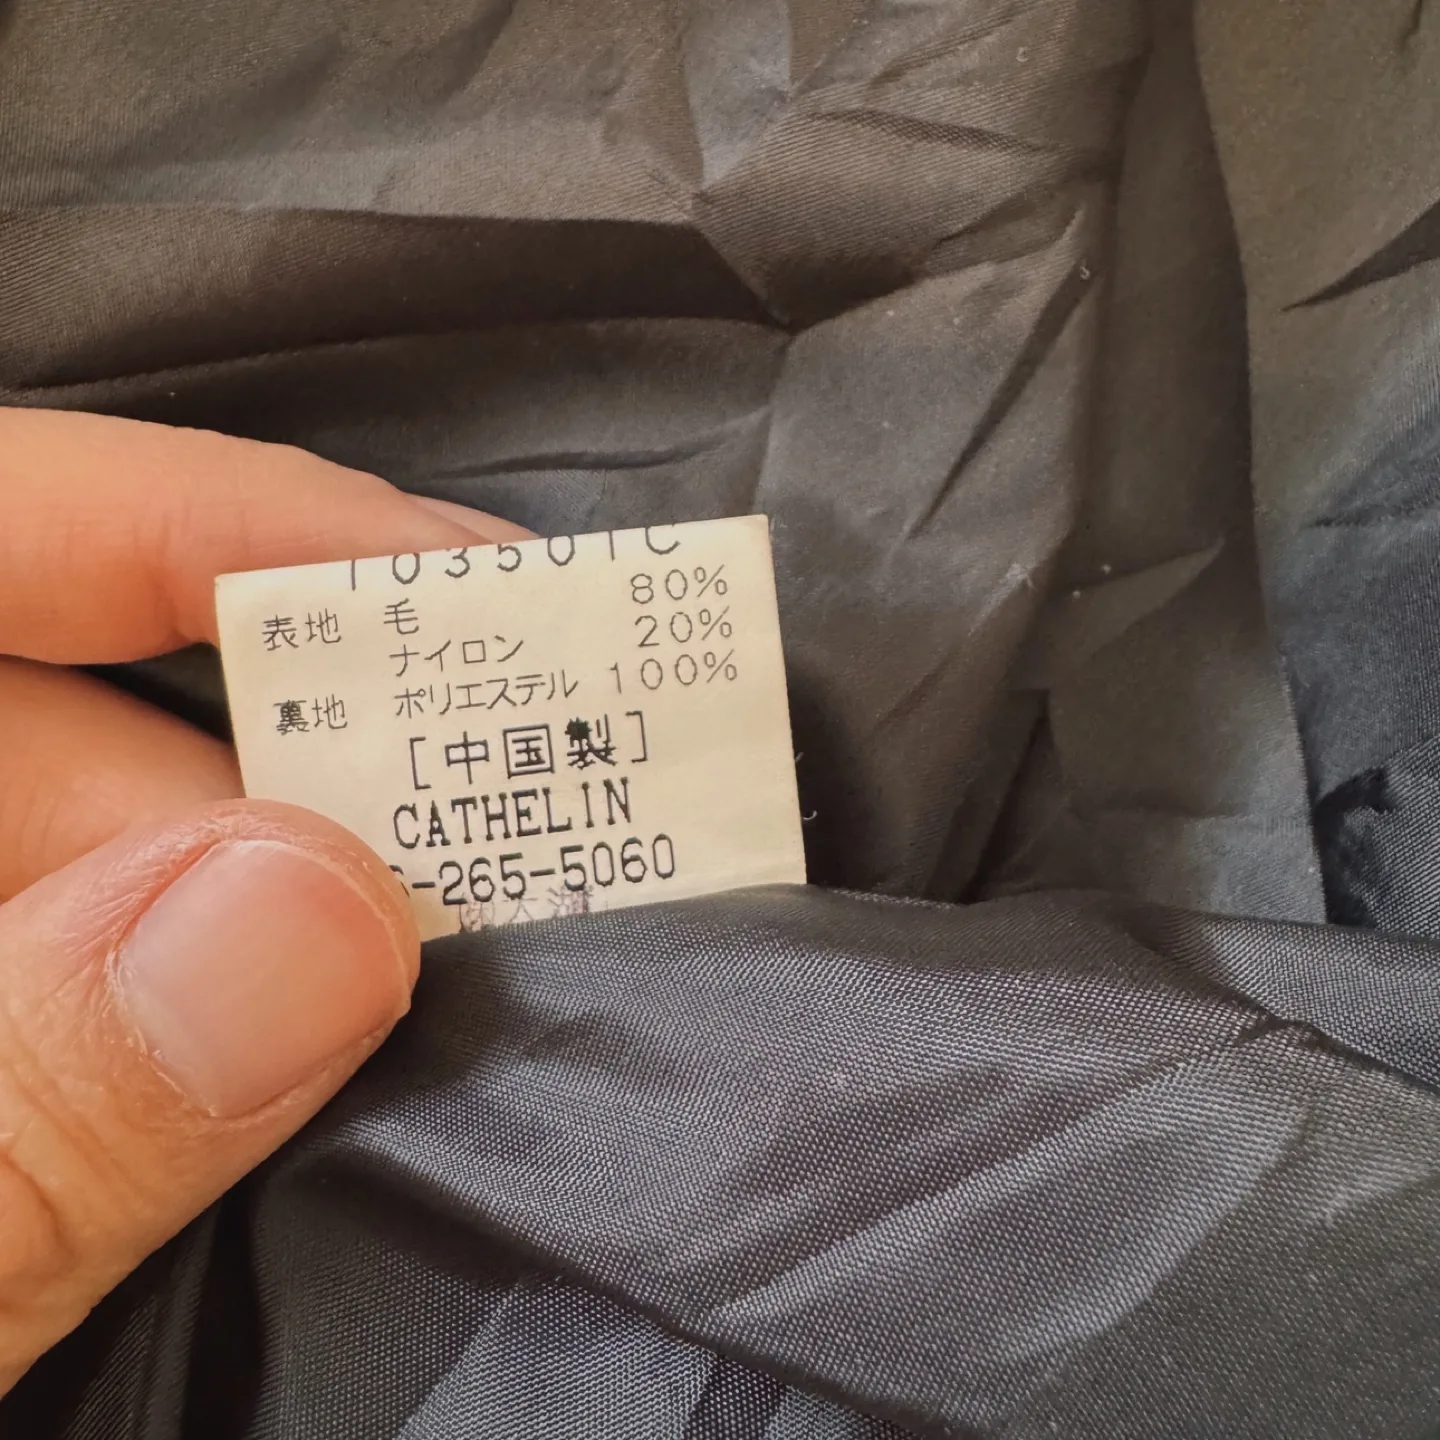 103501C
表地 毛 80%
ナイロン 20%
裏地 ポリエステル 100%
[中国製]
CATHELIN
-265-5060